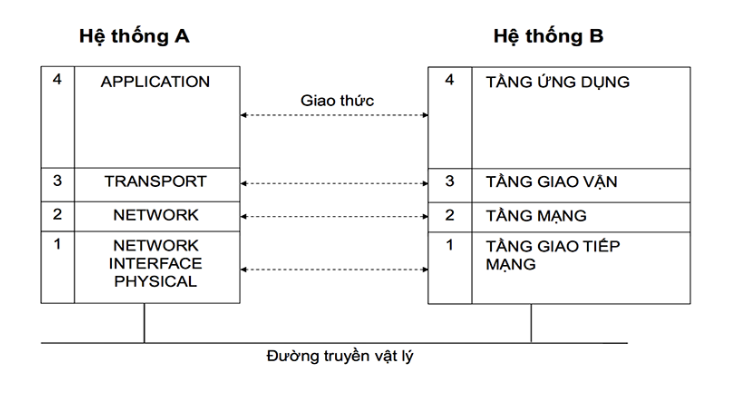 Hệ thống A
Hệ thống B
4 APPLICATION
Giao thức
4 TẦNG ỨNG DỤNG
3 TRANSPORT
3 TẦNG GIAO VẬN
2 NETWORK
2 TẦNG MẠNG
1 NETWORK
INTERFACE
PHYSICAL
1 TẦNG GIAO TIẾP
MẠNG
Đường truyền vật lý